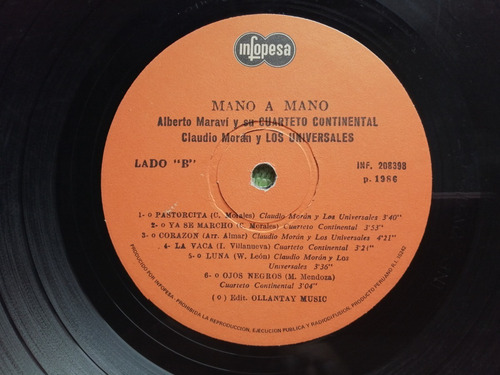 infopesa
MANO A MANO
Alberto Maraví y su CUARTETO CONTINENTAL
Claudio Morán y LOS UNIVERSALES
LADO "B"
INF. 208398
p. 1986
1- o PASTORCITA (C. Morales) Claudio Morán y Los Universales 3'40"
2- o YA SE MARCHO (C. Morales) Cuarteto Continental 3'53"
3- o CORAZON (Arr. Almar) Claudio Morán y Los Universales 4'21"
4- LA VACA (I. Villanueva) Cuarteto Continental 3'21"
5- o LUNA (W. León) Claudio Morán y Los
Universales 3'36"
6- o OJOS NEGROS (M. Mendoza)
Cuarteto Continental 3'04"
( o ) Edit. OLLANTAY MUSIC
PRODUCIDO POR INFOPESA; PROHIBIDA LA REPRODUCCION, EJECUCION PUBLICA Y RADIODIFUSION. PRODUCTO PERUANO R.I.